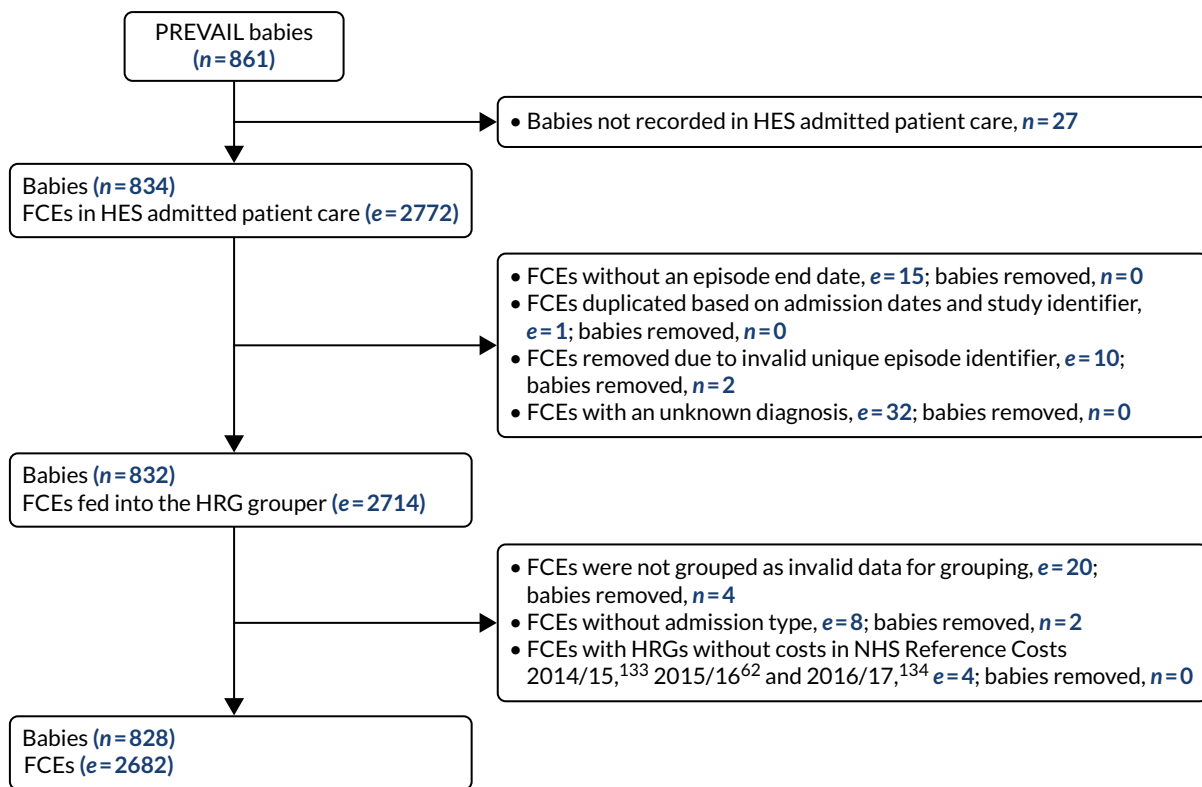 PREVAIL babies
(n=861)
• Babies not recorded in HES admitted patient care, n=27
Babies (n=834)
FCEs in HES admitted patient care (e=2772)
• FCEs without an episode end date, e=15; babies removed, n=0
• FCEs duplicated based on admission dates and study identifier,
e=1; babies removed, n=0
• FCEs removed due to invalid unique episode identifier, e=10;
babies removed, n=2
• FCEs with an unknown diagnosis, e=32; babies removed, n=0
Babies (n=832)
FCEs fed into the HRG grouper (e=2714)
• FCEs were not grouped as invalid data for grouping, e=20;
babies removed, n=4
• FCEs without admission type, e=8; babies removed, n=2
• FCEs with HRGs without costs in NHS Reference Costs
2014/15,133 2015/1662 and 2016/17,134 e=4; babies removed, n=0
Babies (n=828)
FCEs (e=2682)